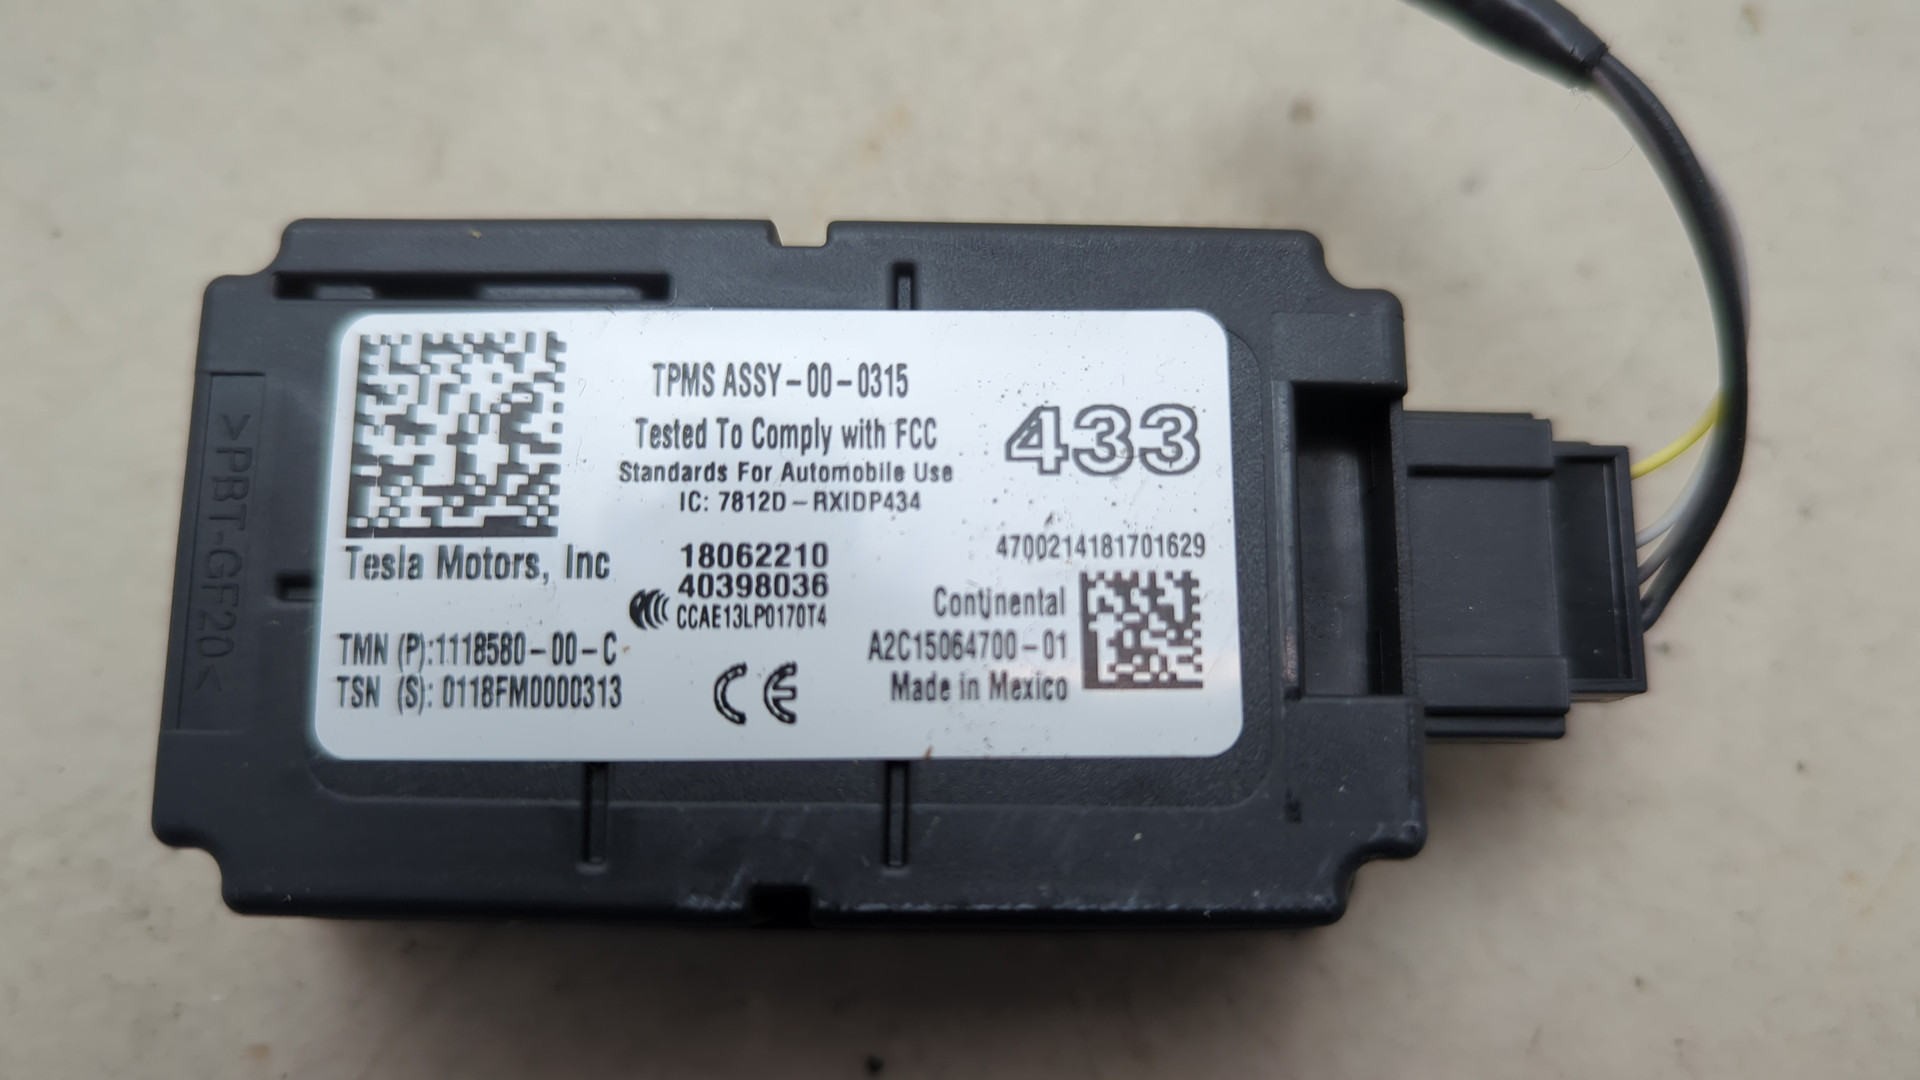 TPMS ASSY-00-0315
Tested To Comply with FCC
Standards For Automobile Use
IC: 7812D-RXIDP434
433
Tesla Motors, Inc
18062210
40398036
CCAE13LP0170T4
4700214181701629
TMN (P):1118580-00-C
TSN (S): 0118FM0000313
CE
Continental
A2C15064700-01
Made in Mexico
>PBT-GF20<